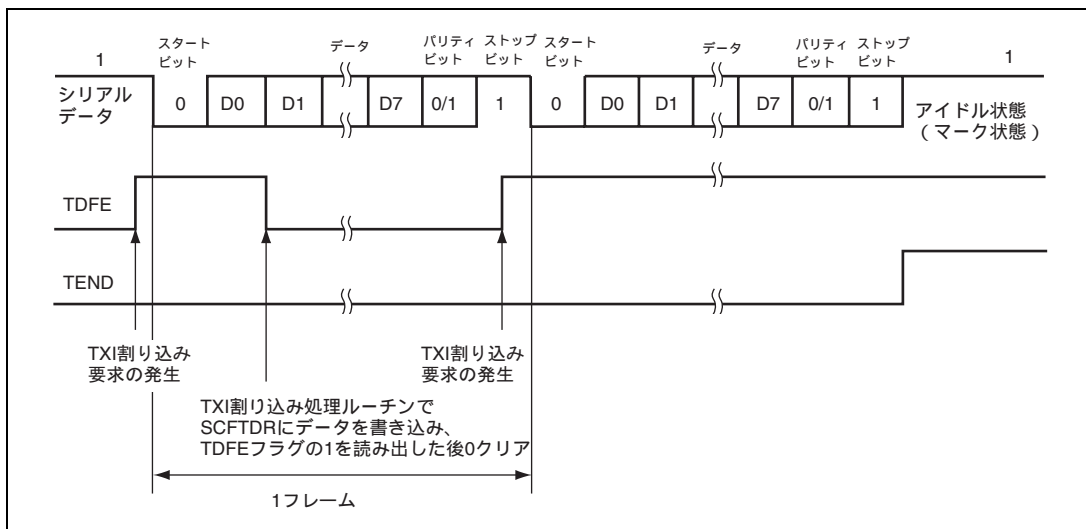 1
スタート
ビット
データ
パリティ
ビット
ストップ
ビット
スタート
ビット
データ
パリティ
ビット
ストップ
ビット
1
シリアル
データ
0 D0 D1 D7 0/1 1 0 D0 D1 D7 0/1 1
アイドル状態
(マーク状態)
TDFE
TEND
TXI割り込み
要求の発生
TXI割り込み
要求の発生
TXI割り込み処理ルーチンで
SCFTDRにデータを書き込み、
TDFEフラグの1を読み出した後0クリア
1フレーム